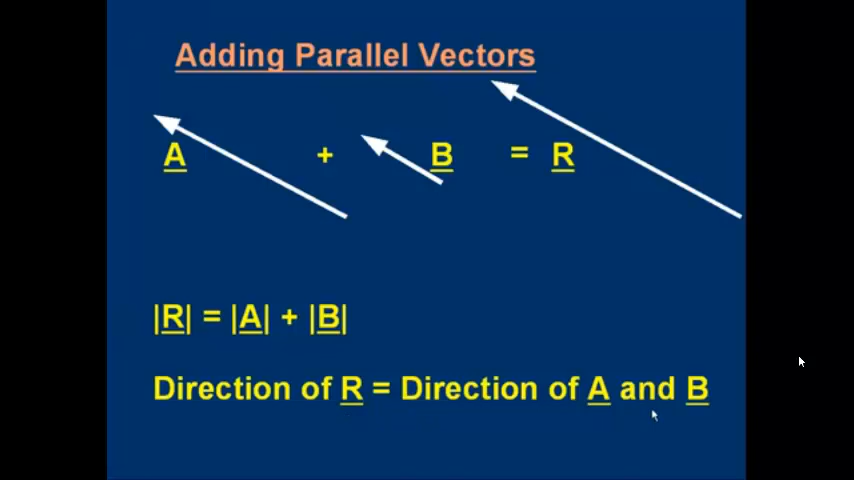 Adding Parallel Vectors
A + B = R
|R| = |A| + |B|
Direction of R = Direction of A and B